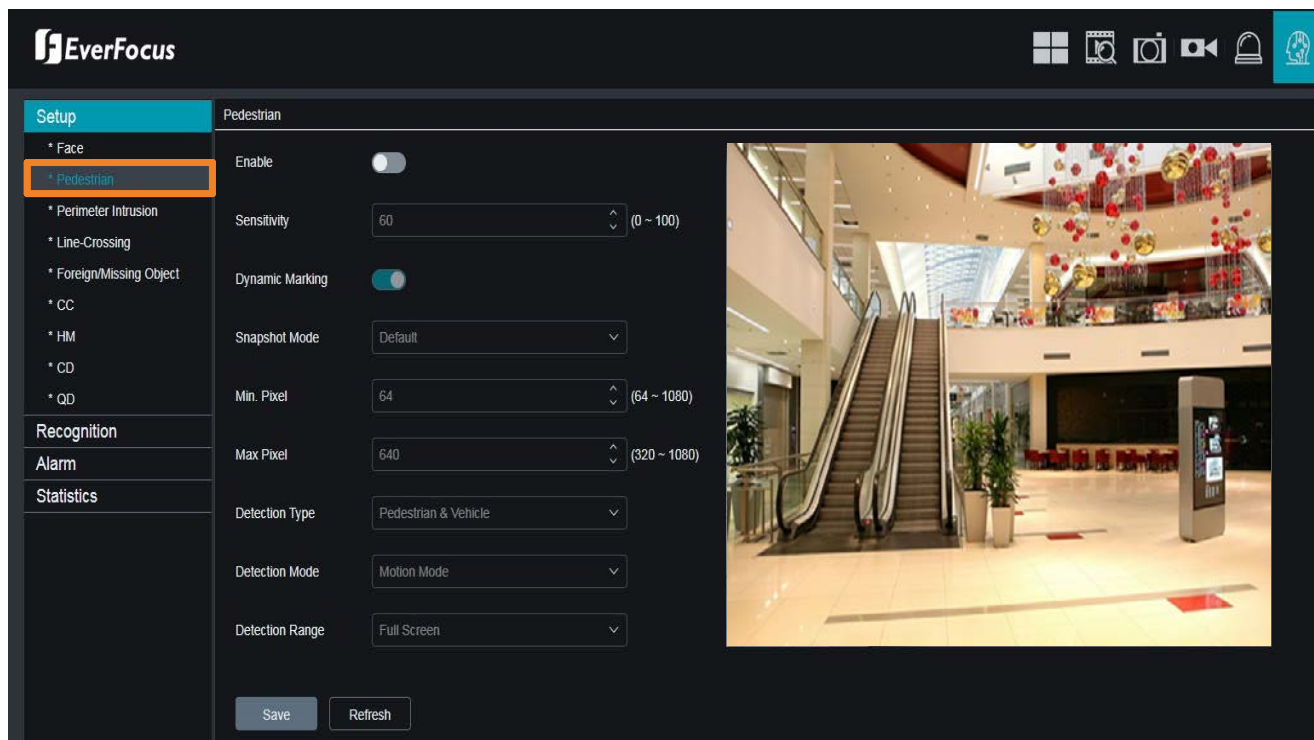 EverFocus
Setup
* Face
* Pedestrian
* Perimeter Intrusion
* Line-Crossing
* Foreign/Missing Object
* CC
* HM
* CD
* QD
Recognition
Alarm
Statistics
Pedestrian
Enable
Sensitivity 60 (0 ~ 100)
Dynamic Marking
Snapshot Mode Default
Min. Pixel 64 (64 ~ 1080)
Max Pixel 640 (320 ~ 1080)
Detection Type Pedestrian & Vehicle
Detection Mode Motion Mode
Detection Range Full Screen
Save Refresh